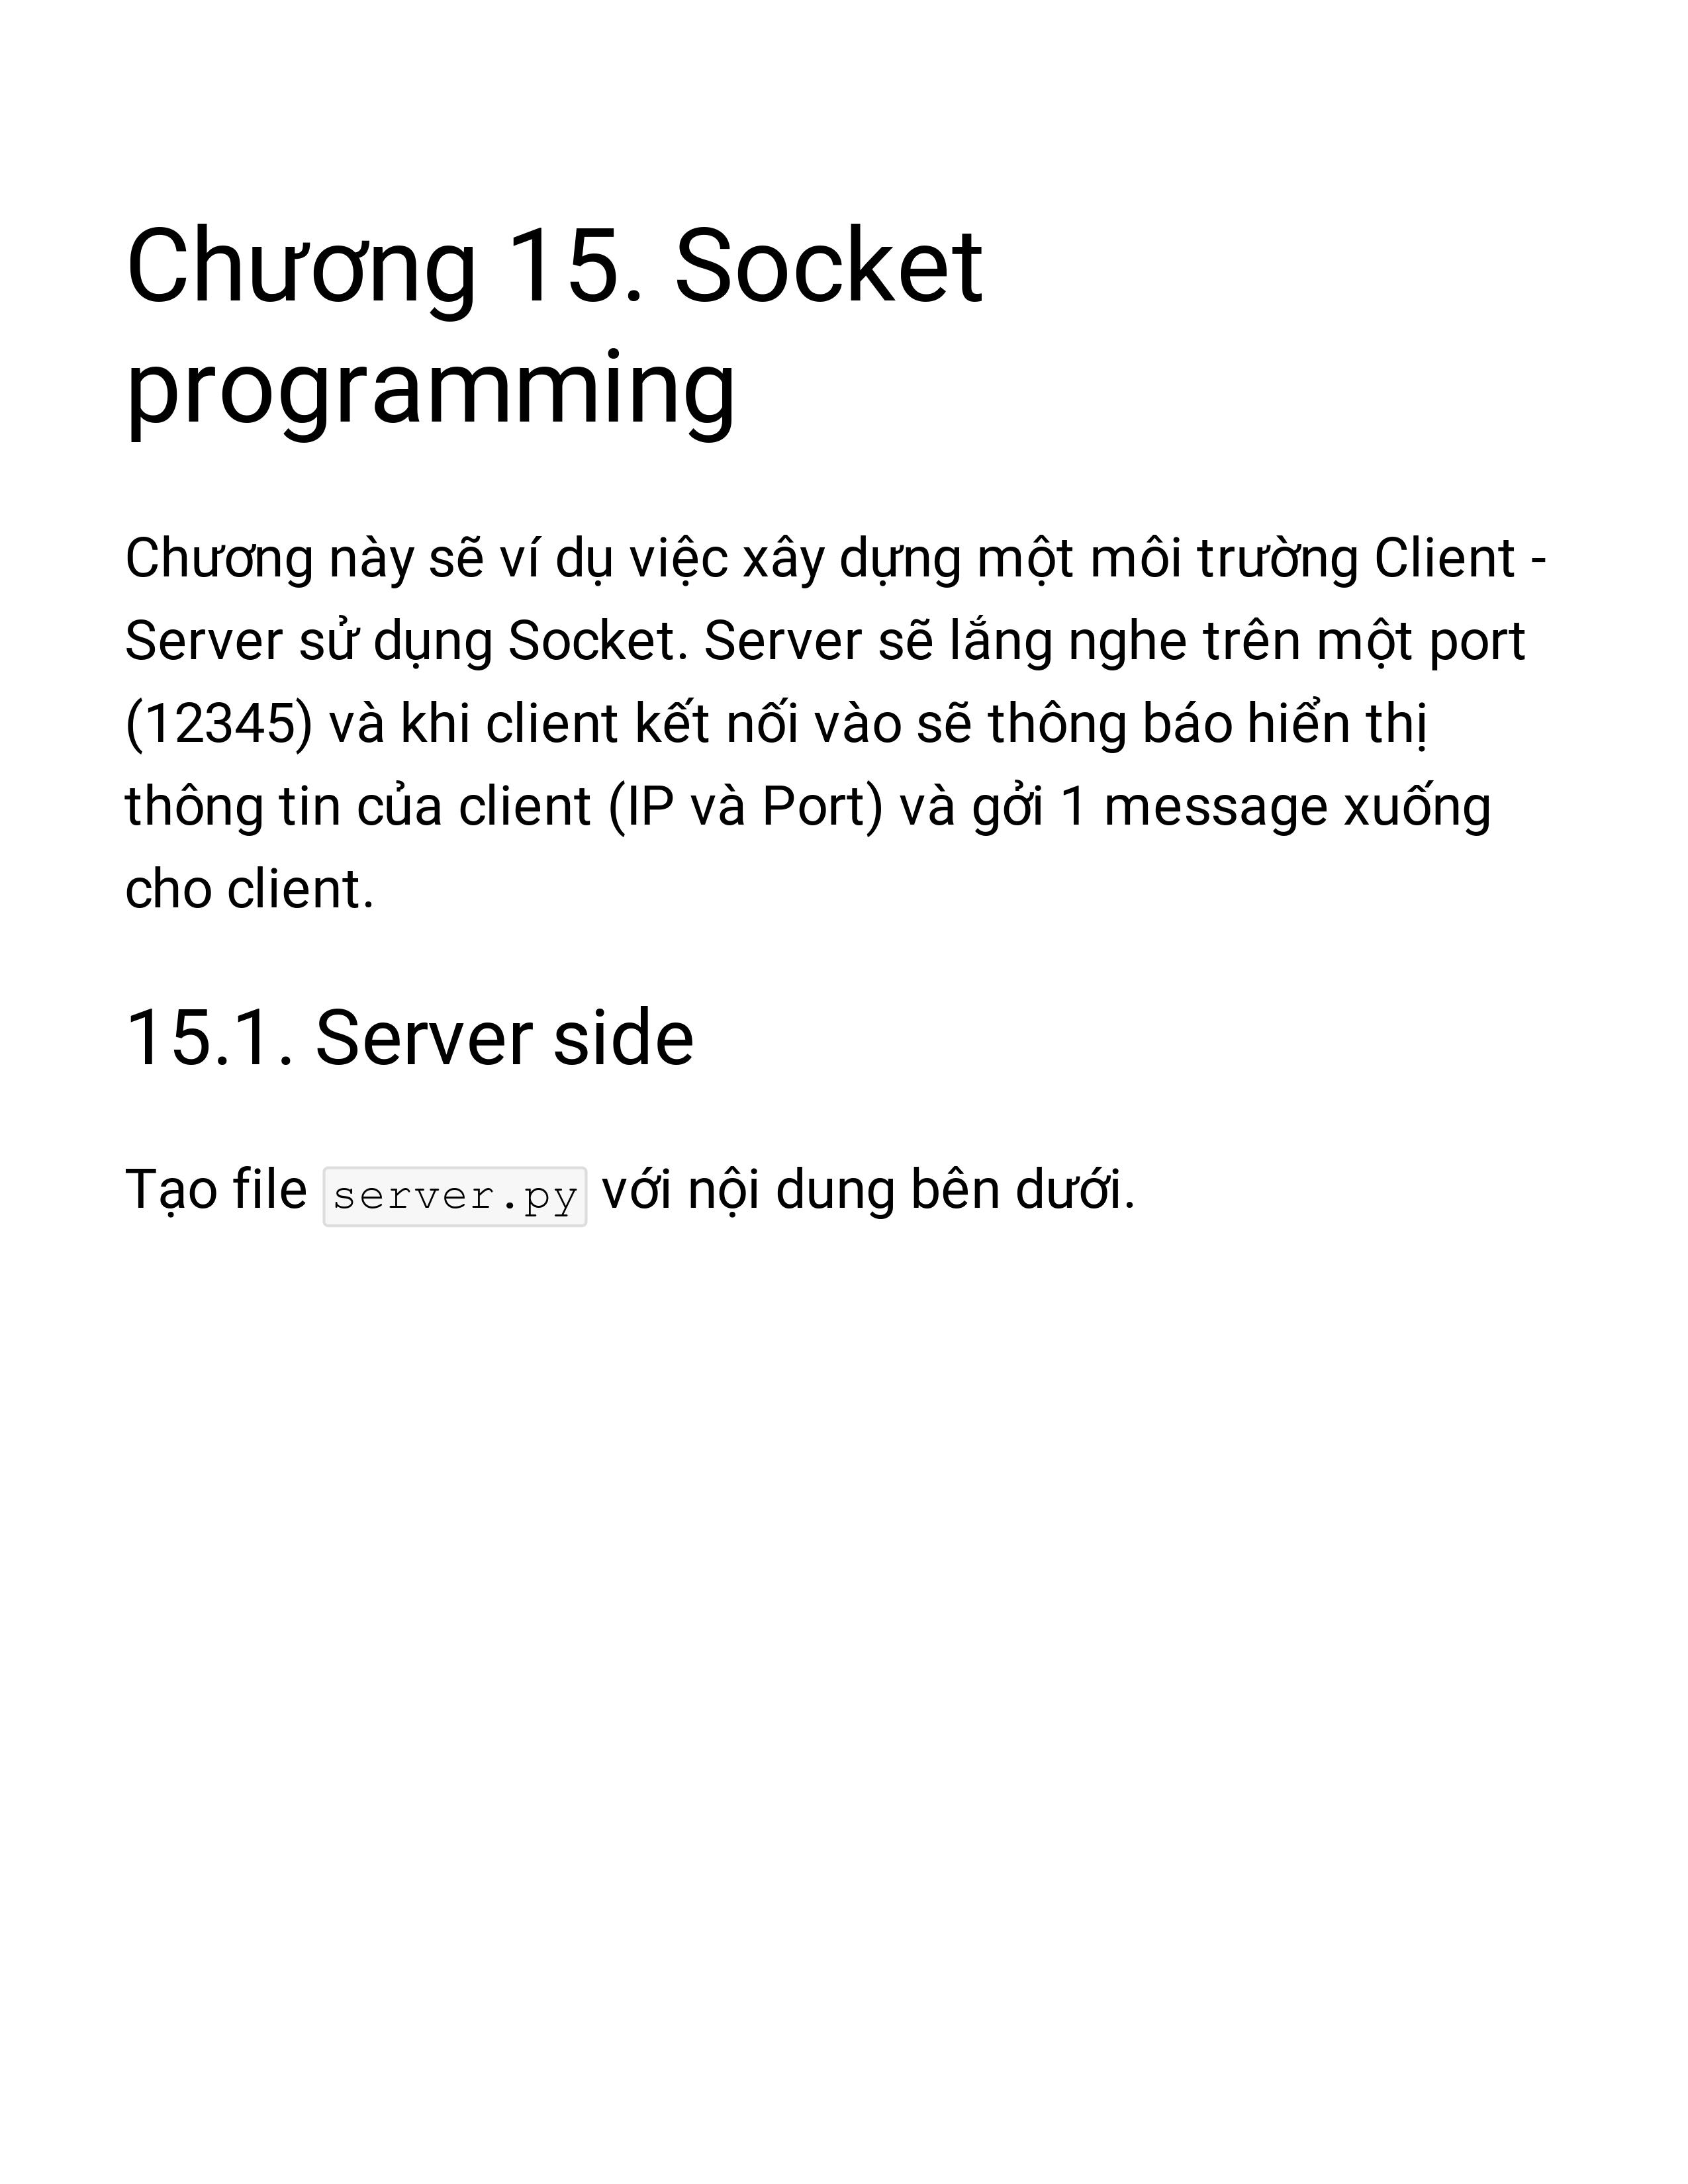 Chương 15. Socket
programming
Chương này sẽ ví dụ việc xây dựng một môi trường Client -
Server sử dụng Socket. Server sẽ lắng nghe trên một port
(12345) và khi client kết nối vào sẽ thông báo hiển thị
thông tin của client (IP và Port) và gởi 1 message xuống
cho client.
15.1. Server side
Tạo file server.py với nội dung bên dưới.